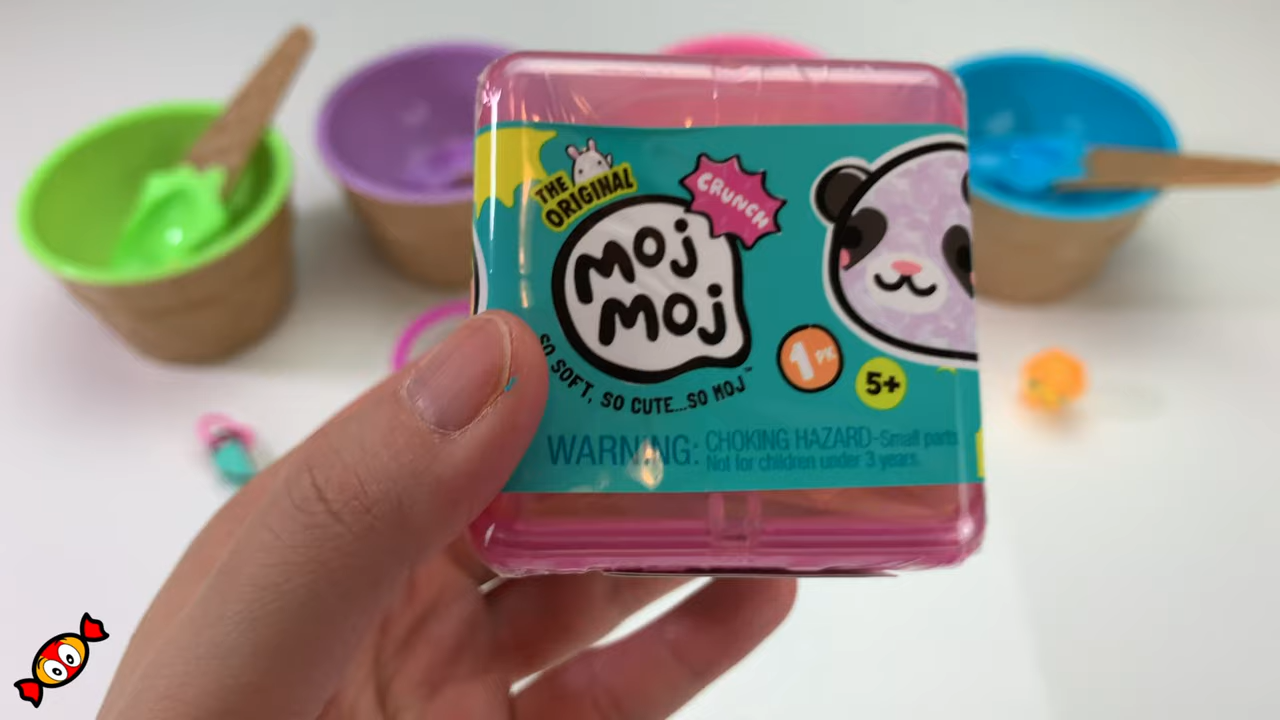 THE
ORIGINAL
CRUNCH
moj
moj
SO SOFT, SO CUTE...SO MOJ™
1 PK
5+
WARNING: CHOKING HAZARD-Small parts
Not for children under 3 years.